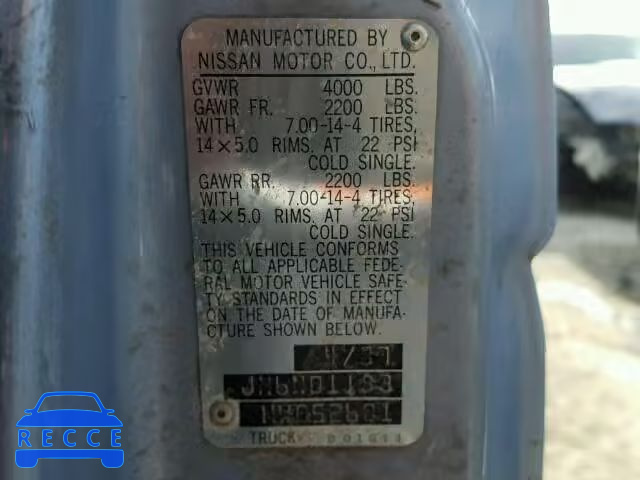 MANUFACTURED BY
NISSAN MOTOR CO., LTD.
GVWR 4000 LBS.
GAWR FR. 2200 LBS.
WITH 7.00-14-4 TIRES,
14×5.0 RIMS. AT 22 PSI
COLD SINGLE.
GAWR RR. 2200 LBS.
WITH 7.00-14-4 TIRES,
14×5.0 RIMS. AT 22 PSI
COLD SINGLE.
THIS VEHICLE CONFORMS
TO ALL APPLICABLE FEDE-
RAL MOTOR VEHICLE SAFE-
TY STANDARDS IN EFFECT
ON THE DATE OF MANUFA-
CTURE SHOWN BELOW.
TRUCK
RECCE